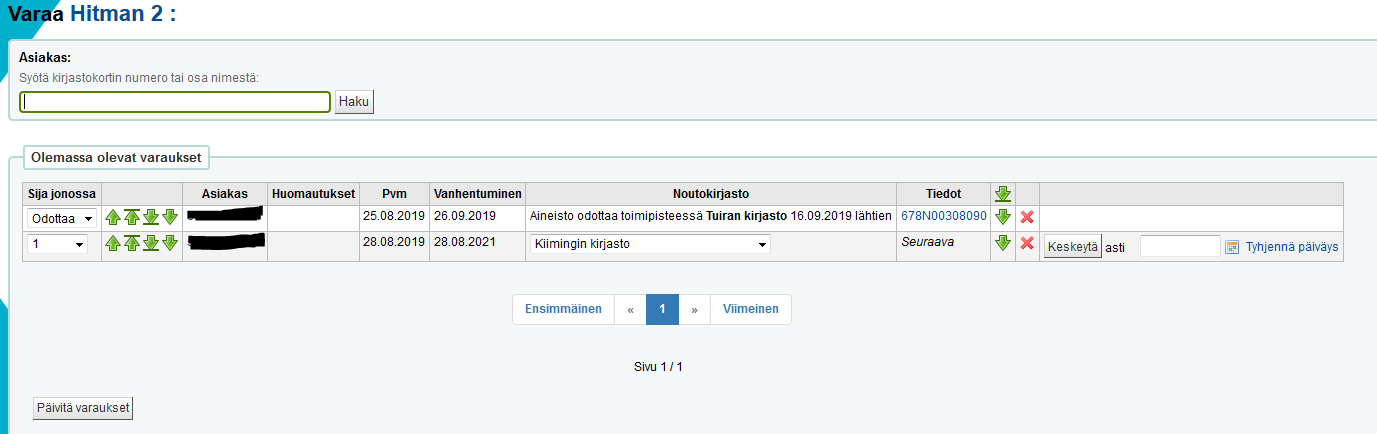 Varaa Hitman 2 :
Asiakas:
Syötä kirjastokortin numero tai osa nimestä:
Haku
Olemassa olevat varaukset
Sija jonossa Asiakas Huomautukset Pvm Vanhentuminen Noutokirjasto Tiedot
Odottaa 25.08.2019 26.09.2019 Aineisto odottaa toimipisteessä Tuiran kirjasto 16.09.2019 lähtien 678N00308090
1 28.08.2019 28.08.2021 Kiimingin kirjasto Seuraava Keskeytä asti Tyhjennä päiväys
Ensimmäinen « 1 » Viimeinen
Sivu 1 / 1
Päivitä varaukset